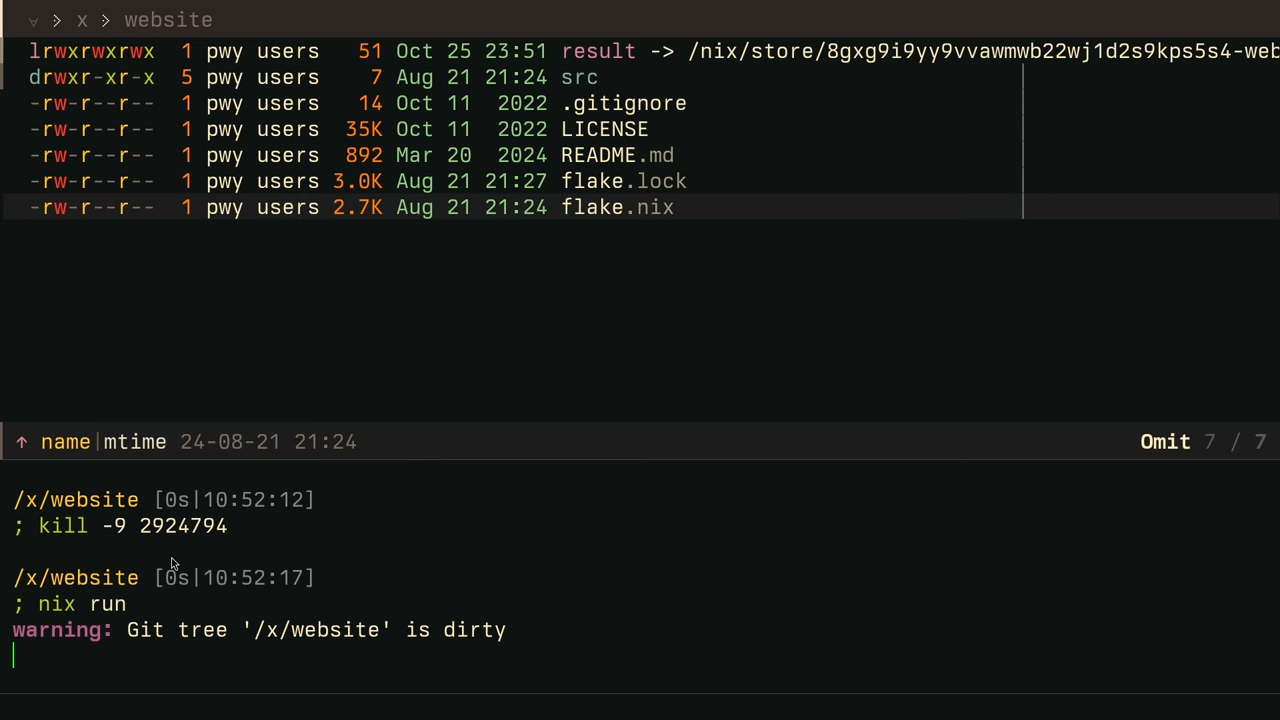 ⩝ > x > website
lrwxrwxrwx 1 pwy users 51 Oct 25 23:51 result -> /nix/store/8gxg9i9yy9vvawmwb22wj1d2s9kps5s4-web
drwxr-xr-x 5 pwy users 7 Aug 21 21:24 src
-rw-r--r-- 1 pwy users 14 Oct 11 2022 .gitignore
-rw-r--r-- 1 pwy users 35K Oct 11 2022 LICENSE
-rw-r--r-- 1 pwy users 892 Mar 20 2024 README.md
-rw-r--r-- 1 pwy users 3.0K Aug 21 21:27 flake.lock
-rw-r--r-- 1 pwy users 2.7K Aug 21 21:24 flake.nix
↑ name|mtime 24-08-21 21:24 Omit 7 / 7
/x/website [0s|10:52:12]
; kill -9 2924794
/x/website [0s|10:52:17]
; nix run
warning: Git tree '/x/website' is dirty